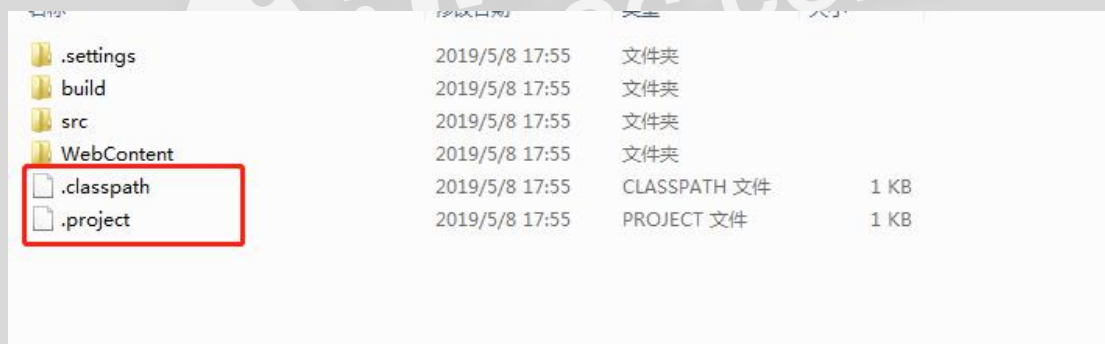 .settings 2019/5/8 17:55 文件夹
build 2019/5/8 17:55 文件夹
src 2019/5/8 17:55 文件夹
WebContent 2019/5/8 17:55 文件夹
.classpath 2019/5/8 17:55 CLASSPATH 文件 1 KB
.project 2019/5/8 17:55 PROJECT 文件 1 KB